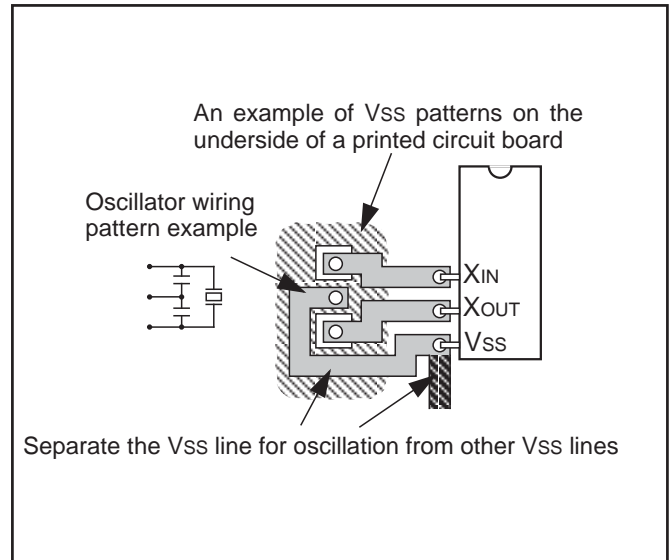 An example of VSS patterns on the
underside of a printed circuit board
Oscillator wiring
pattern example
XIN
XOUT
VSS
Separate the VSS line for oscillation from other VSS lines